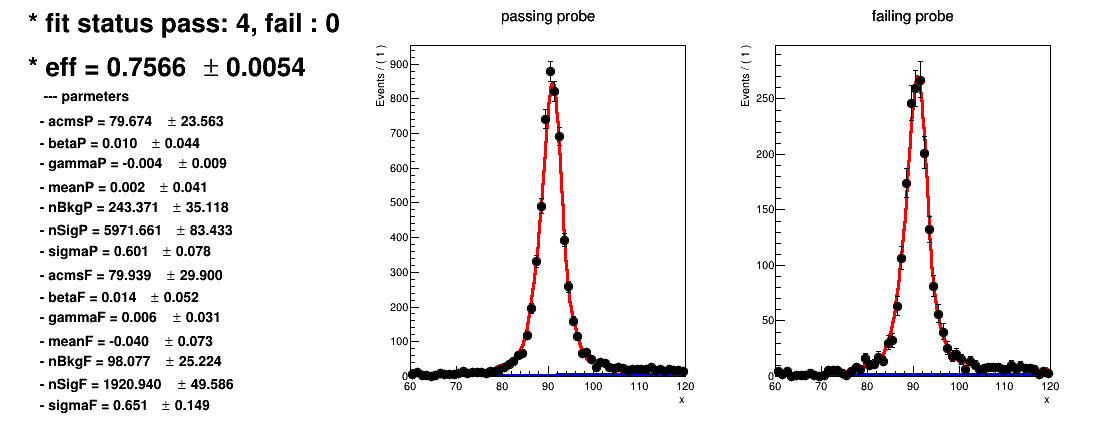 * fit status pass: 4, fail : 0
* eff = 0.7566 ± 0.0054
--- parmeters
- acmsP = 79.674 ± 23.563
- betaP = 0.010 ± 0.044
- gammaP = -0.004 ± 0.009
- meanP = 0.002 ± 0.041
- nBkgP = 243.371 ± 35.118
- nSigP = 5971.661 ± 83.433
- sigmaP = 0.601 ± 0.078
- acmsF = 79.939 ± 29.900
- betaF = 0.014 ± 0.052
- gammaF = 0.006 ± 0.031
- meanF = -0.040 ± 0.073
- nBkgF = 98.077 ± 25.224
- nSigF = 1920.940 ± 49.586
- sigmaF = 0.651 ± 0.149
passing probe
Events / ( 1 )
900
800
700
600
500
400
300
200
100
0
60 70 80 90 100 110 120
x
failing probe
Events / ( 1 )
250
200
150
100
50
0
60 70 80 90 100 110 120
x